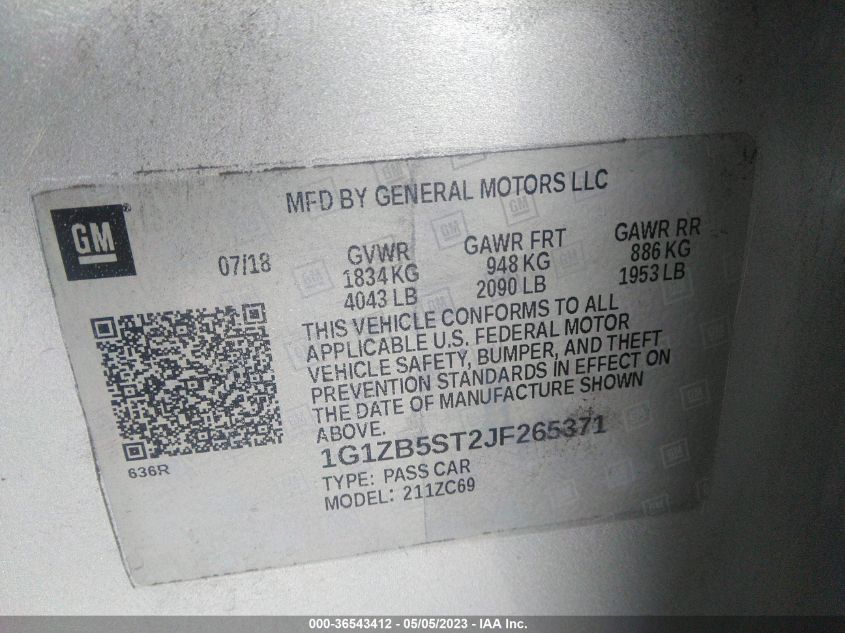 MFD BY GENERAL MOTORS LLC
GM
07/18
GVWR
1834 KG
4043 LB
GAWR FRT
948 KG
2090 LB
GAWR RR
886 KG
1953 LB
THIS VEHICLE CONFORMS TO ALL
APPLICABLE U.S. FEDERAL MOTOR
VEHICLE SAFETY, BUMPER, AND THEFT
PREVENTION STANDARDS IN EFFECT ON
THE DATE OF MANUFACTURE SHOWN
ABOVE.
1G1ZB5ST2JF265371
TYPE: PASS CAR
MODEL: 211ZC69
636R
000-36543412 - 05/05/2023 - IAA Inc.